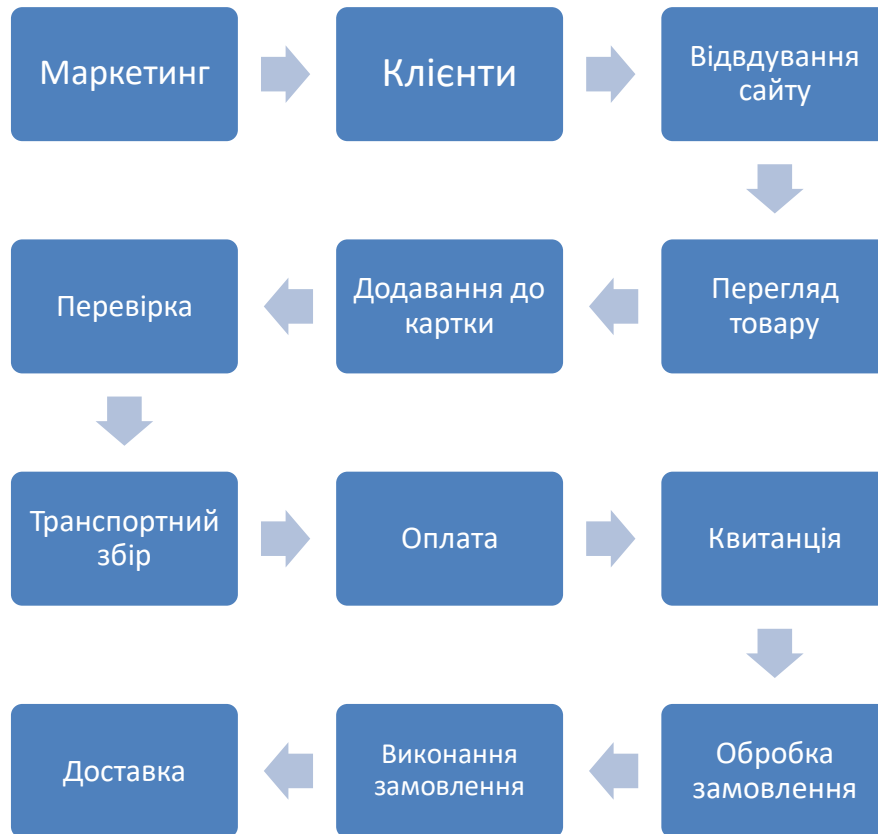 Маркетинг
Клієнти
Відвдування
сайту
Перегляд
товару
Додавання до
картки
Перевірка
Транспортний
збір
Оплата
Квитанція
Обробка
замовлення
Виконання
замовлення
Доставка